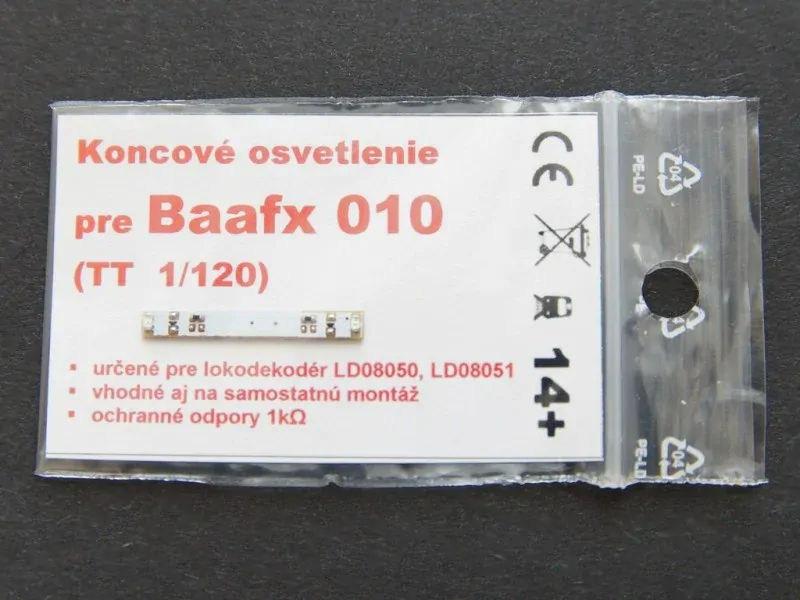 Koncové osvetlenie
pre Baafx 010
(TT 1/120)
▪ určené pre lokodekodér LD08050, LD08051
▪ vhodné aj na samostatnú montáž
▪ ochranné odpory 1kΩ
CE
14+
04
PE-LD
04
PE-LD